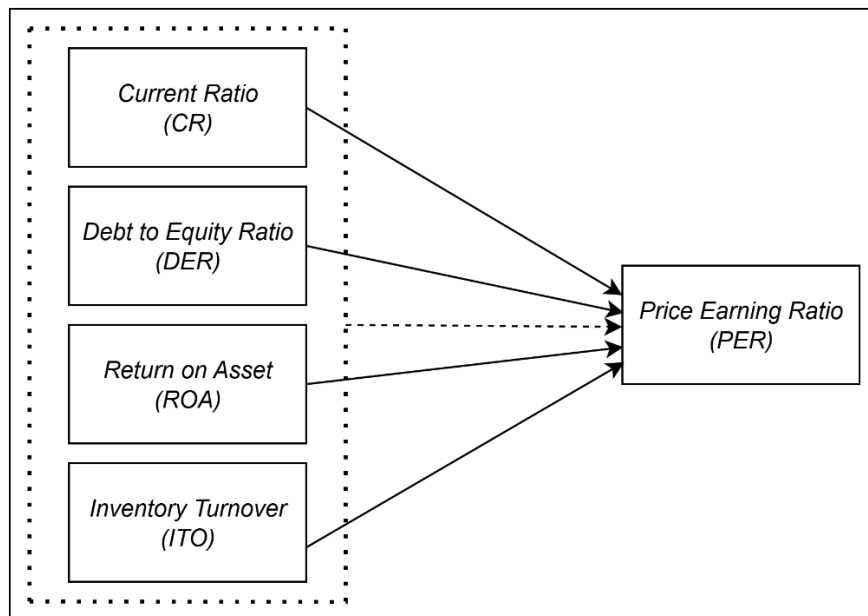 Current Ratio
(CR)
Debt to Equity Ratio
(DER)
Return on Asset
(ROA)
Inventory Turnover
(ITO)
Price Earning Ratio
(PER)